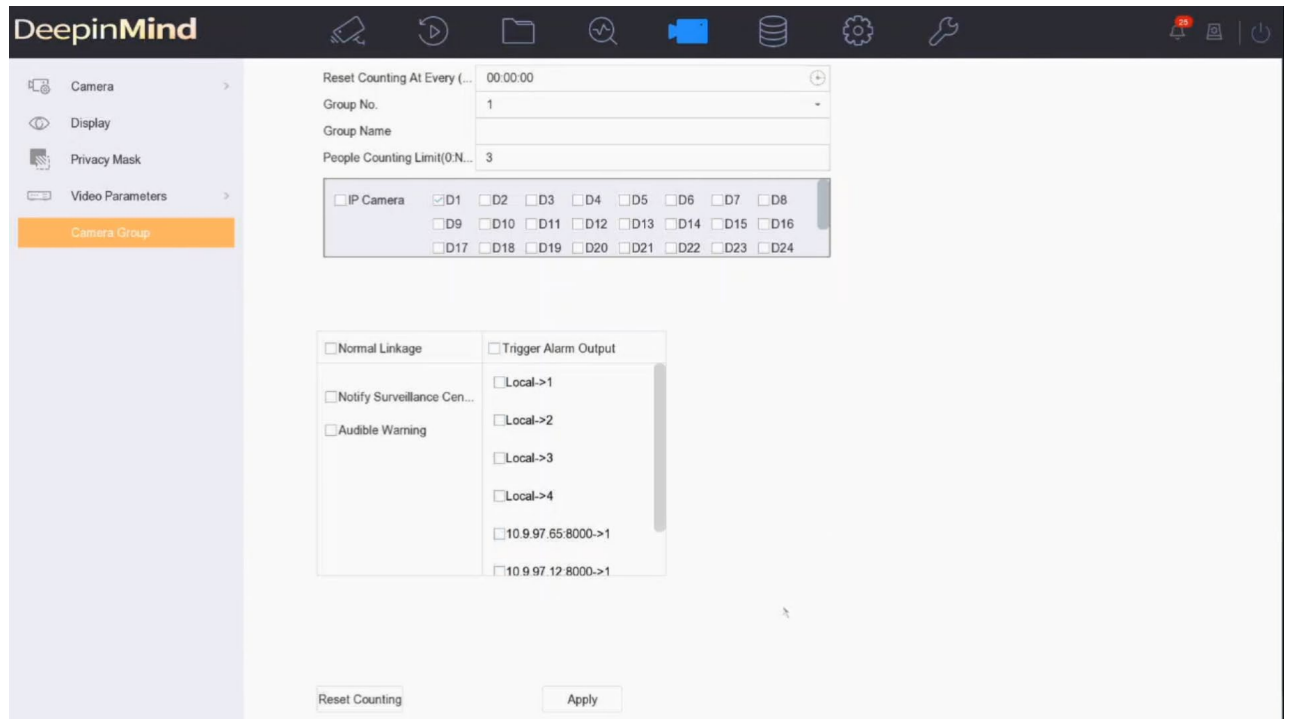 DeepinMind
25
Camera
Display
Privacy Mask
Video Parameters
Camera Group
Reset Counting At Every (... 00:00:00
Group No. 1
Group Name
People Counting Limit(0:N... 3
IP Camera D1 D2 D3 D4 D5 D6 D7 D8
D9 D10 D11 D12 D13 D14 D15 D16
D17 D18 D19 D20 D21 D22 D23 D24
Normal Linkage Trigger Alarm Output
Local->1
Notify Surveillance Cen...
Local->2
Audible Warning
Local->3
Local->4
10.9.97.65:8000->1
10.9.97.12:8000->1
Reset Counting Apply